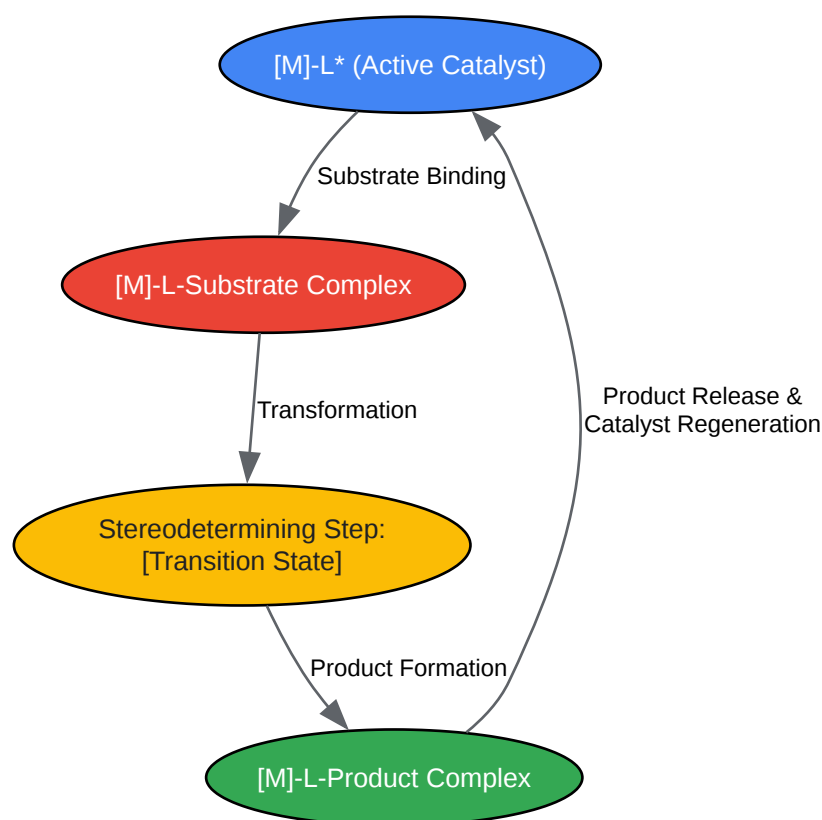 [M]-L* (Active Catalyst)
Substrate Binding
[M]-L-Substrate Complex
Transformation
Product Release &
Catalyst Regeneration
Stereodetermining Step:
[Transition State]
Product Formation
[M]-L-Product Complex